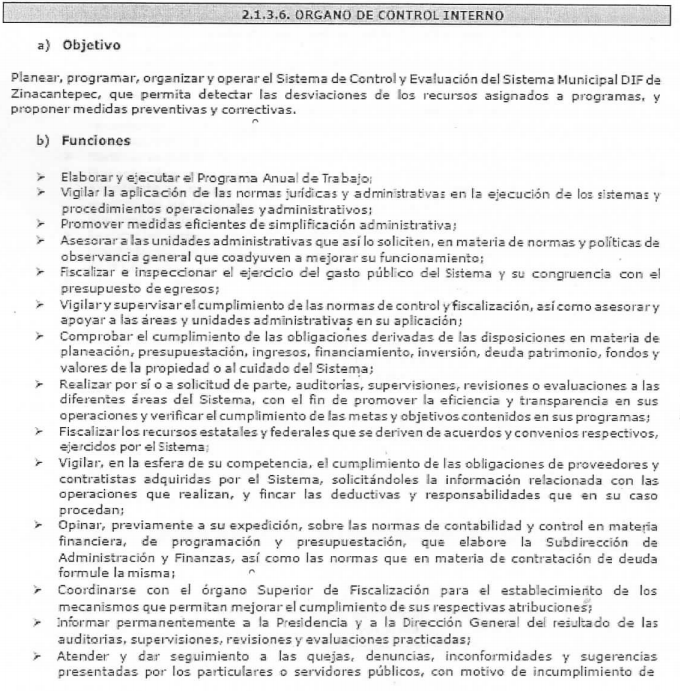 2.1.3.6. ORGANO DE CONTROL INTERNO
a) Objetivo
Planear, programar, organizar y operar el Sistema de Control y Evaluación del Sistema Municipal DIF de
Zinacantepec, que permita detectar las desviaciones de los recursos asignados a programas, y
proponer medidas preventivas y correctivas.
b) Funciones
➢ Elaborar y ejecutar el Programa Anual de Trabajo;
➢ Vigilar la aplicación de las normas jurídicas y administrativas en la ejecución de los sistemas y
procedimientos operacionales y administrativos;
➢ Promover medidas eficientes de simplificación administrativa;
➢ Asesorar a las unidades administrativas que así lo soliciten, en materia de normas y políticas de
observancia general que coadyuven a mejorar su funcionamiento;
➢ Fiscalizar e inspeccionar el ejercicio del gasto público del Sistema y su congruencia con el
presupuesto de egresos;
➢ Vigilar y supervisar el cumplimiento de las normas de control y fiscalización, así como asesorar y
apoyar a las áreas y unidades administrativas en su aplicación;
➢ Comprobar el cumplimiento de las obligaciones derivadas de las disposiciones en materia de
planeación, presupuestación, ingresos, financiamiento, inversión, deuda patrimonio, fondos y
valores de la propiedad o al cuidado del Sistema;
➢ Realizar por sí o a solicitud de parte, auditorías, supervisiones, revisiones o evaluaciones a las
diferentes áreas del Sistema, con el fin de promover la eficiencia y transparencia en sus
operaciones y verificar el cumplimiento de las metas y objetivos contenidos en sus programas;
➢ Fiscalizar los recursos estatales y federales que se deriven de acuerdos y convenios respectivos,
ejercidos por el Sistema;
➢ Vigilar, en la esfera de su competencia, el cumplimiento de las obligaciones de proveedores y
contratistas adquiridas por el Sistema, solicitándoles la información relacionada con las
operaciones que realizan, y fincar las deductivas y responsabilidades que en su caso
procedan;
➢ Opinar, previamente a su expedición, sobre las normas de contabilidad y control en materia
financiera, de programación y presupuestación, que elabore la Subdirección de
Administración y Finanzas, así como las normas que en materia de contratación de deuda
formule la misma;
➢ Coordinarse con el órgano Superior de Fiscalización para el establecimiento de los
mecanismos que permitan mejorar el cumplimiento de sus respectivas atribuciones;
➢ Informar permanentemente a la Presidencia y a la Dirección General del resultado de las
auditorias, supervisiones, revisiones y evaluaciones practicadas;
➢ Atender y dar seguimiento a las quejas, denuncias, inconformidades y sugerencias
presentadas por los particulares o servidores públicos, con motivo de incumplimiento de